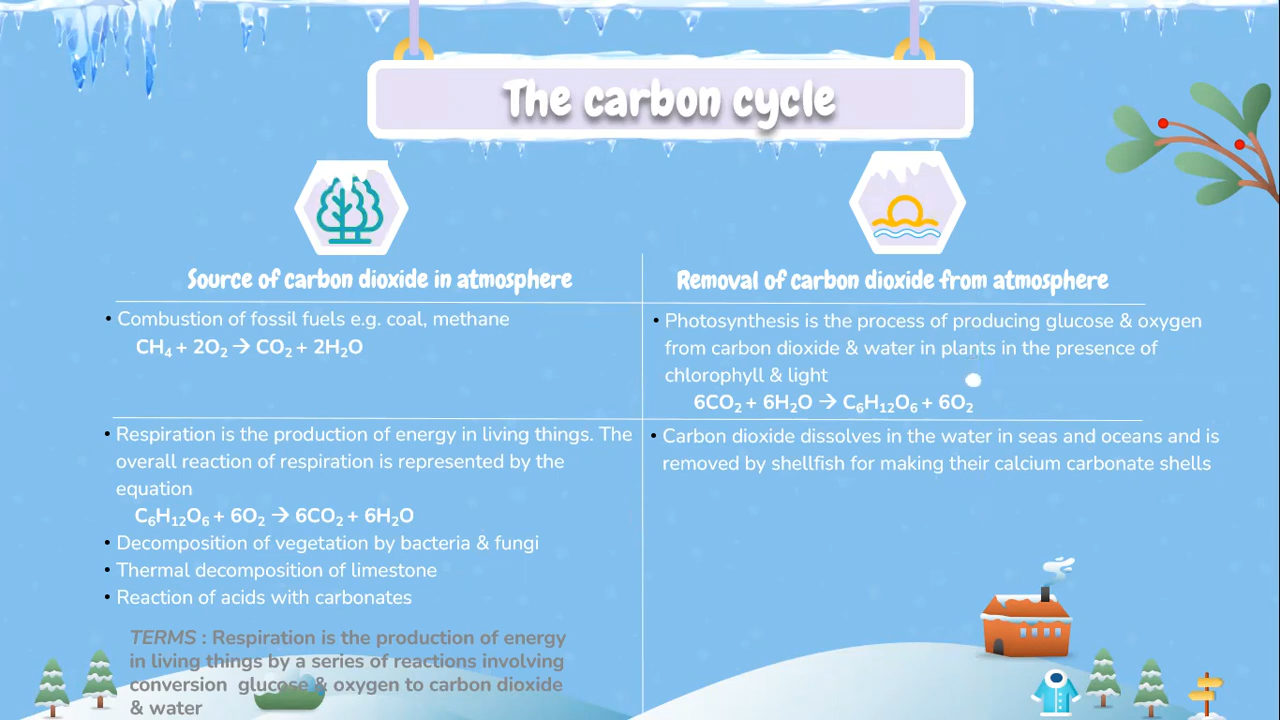 The carbon cycle
Source of carbon dioxide in atmosphere
• Combustion of fossil fuels e.g. coal, methane
CH₄ + 2O₂ → CO₂ + 2H₂O
• Respiration is the production of energy in living things. The
overall reaction of respiration is represented by the
equation
C₆H₁₂O₆ + 6O₂ → 6CO₂ + 6H₂O
• Decomposition of vegetation by bacteria & fungi
• Thermal decomposition of limestone
• Reaction of acids with carbonates
TERMS : Respiration is the production of energy
in living things by a series of reactions involving
conversion glucose & oxygen to carbon dioxide
& water
Removal of carbon dioxide from atmosphere
• Photosynthesis is the process of producing glucose & oxygen
from carbon dioxide & water in plants in the presence of
chlorophyll & light
6CO₂ + 6H₂O → C₆H₁₂O₆ + 6O₂
• Carbon dioxide dissolves in the water in seas and oceans and is
removed by shellfish for making their calcium carbonate shells